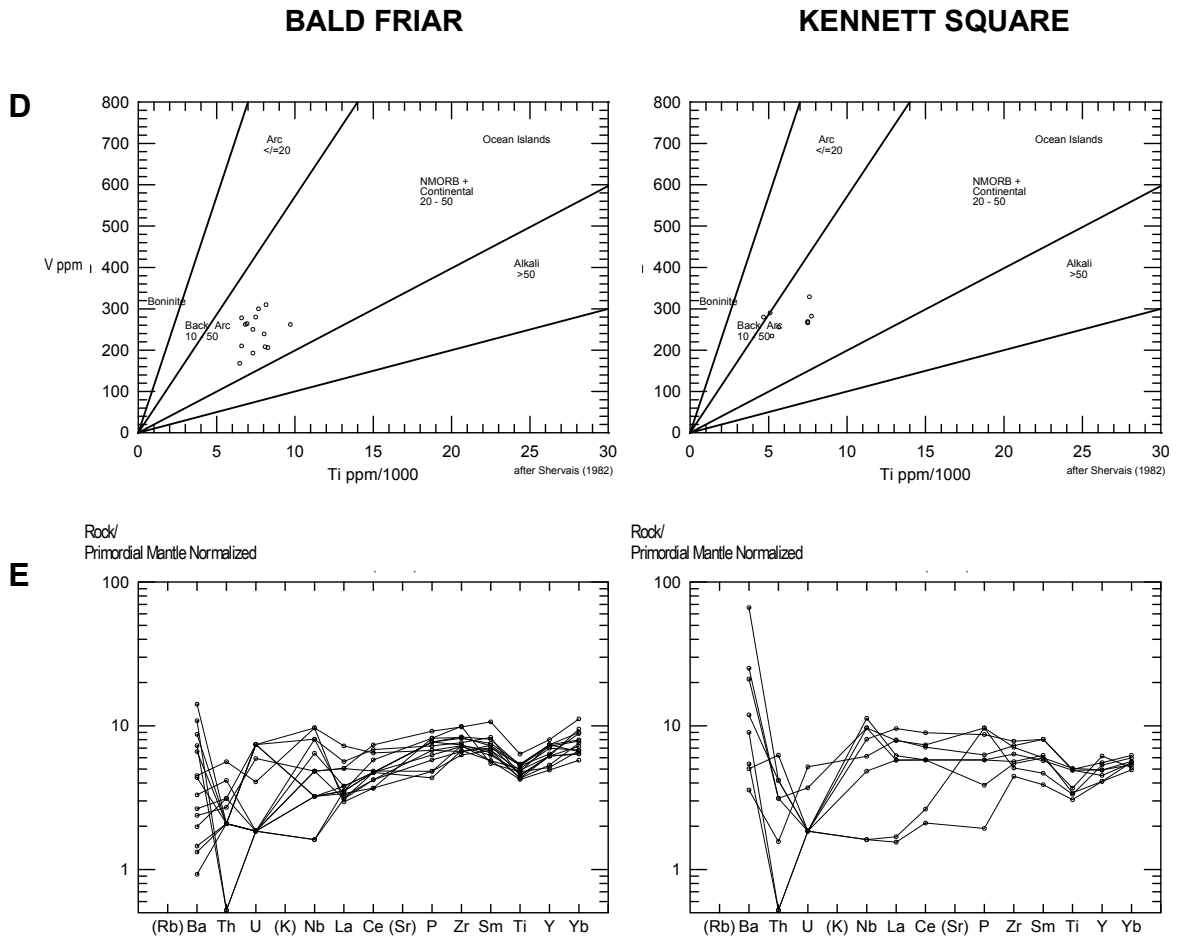 BALD FRIAR
KENNETT SQUARE
D
800
700
600
500
400
300
200
100
0
V ppm
Arc
</=20
Ocean Islands
NMORB +
Continental
20 - 50
Alkali
>50
Boninite
Back Arc
10 - 50
0
5
10
15
20
25
30
Ti ppm/1000
after Shervais (1982)
800
700
600
500
400
300
200
100
0
Arc
</=20
Ocean Islands
NMORB +
Continental
20 - 50
Alkali
>50
Boninite
Back Arc
10 - 50
0
5
10
15
20
25
30
Ti ppm/1000
after Shervais (1982)
E
Rock/
Primordial Mantle Normalized
100
10
1
(Rb) Ba Th U (K) Nb La Ce (Sr) P Zr Sm Ti Y Yb
Rock/
Primordial Mantle Normalized
100
10
1
(Rb) Ba Th U (K) Nb La Ce (Sr) P Zr Sm Ti Y Yb